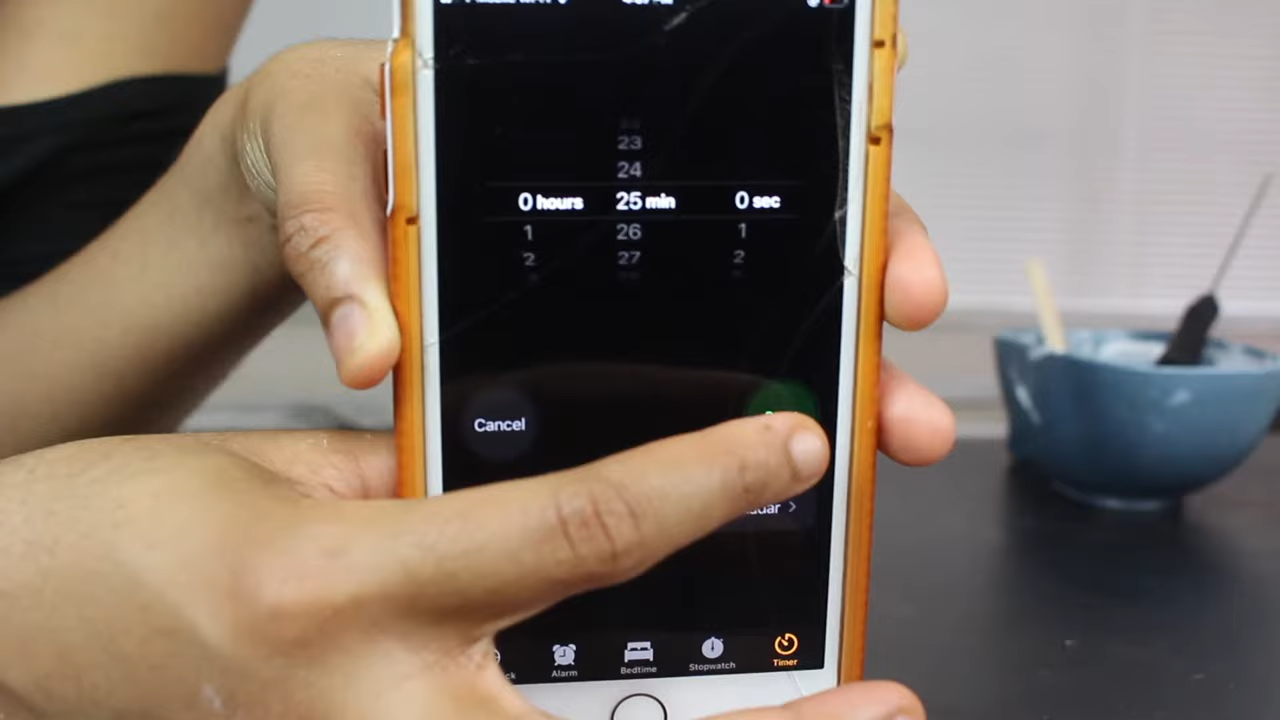 23
24
0 hours 25 min 0 sec
1 26 1
2 27 2
Cancel
Alarm Bedtime Stopwatch Timer